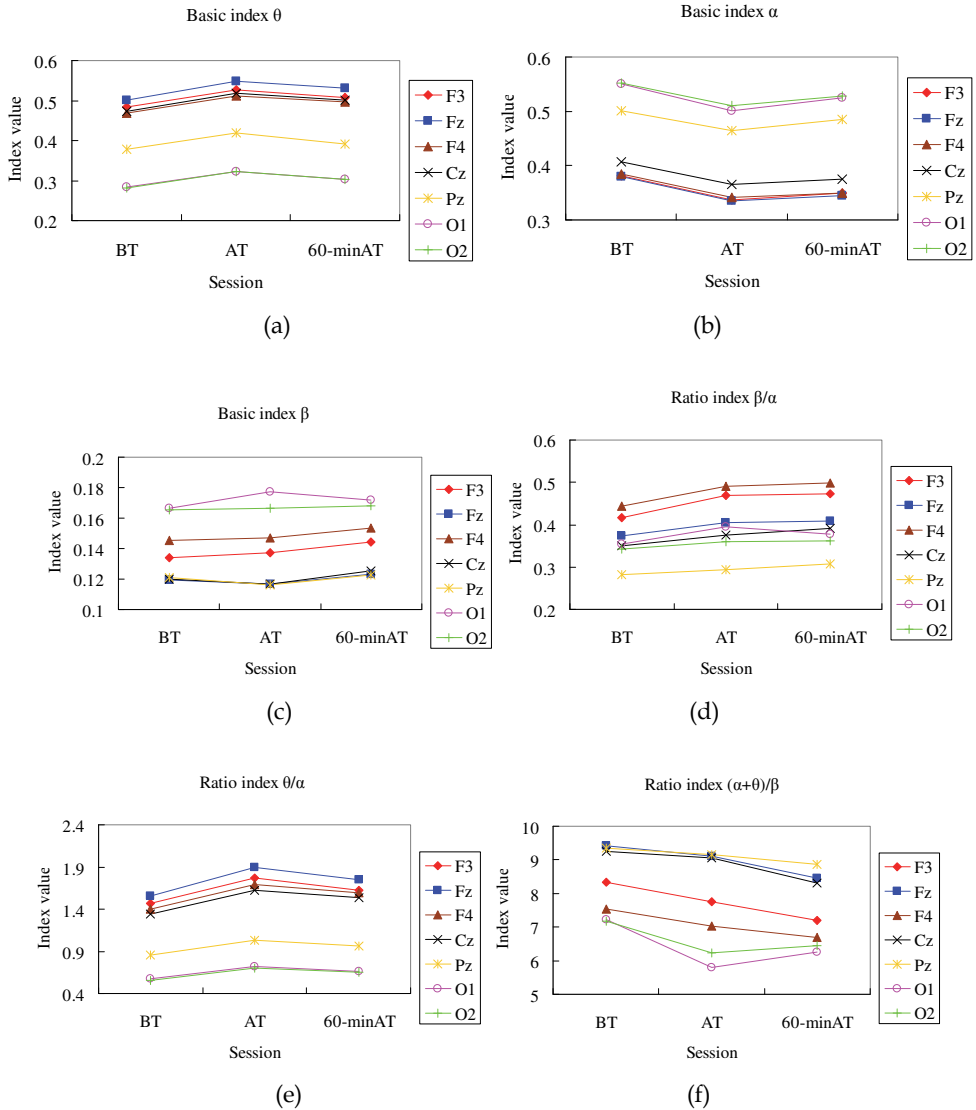 Basic index θ
Index value
0.6
0.5
0.4
0.3
0.2
BT
AT
60-minAT
Session
F3
Fz
F4
Cz
Pz
O1
O2
(a)
Basic index α
Index value
0.6
0.5
0.4
0.3
BT
AT
60-minAT
Session
F3
Fz
F4
Cz
Pz
O1
O2
(b)
Basic index β
Index value
0.2
0.18
0.16
0.14
0.12
0.1
BT
AT
60-minAT
Session
F3
Fz
F4
Cz
Pz
O1
O2
(c)
Ratio index β/α
Index value
0.6
0.5
0.4
0.3
0.2
BT
AT
60-minAT
Session
F3
Fz
F4
Cz
Pz
O1
O2
(d)
Ratio index θ/α
Index value
2.4
1.9
1.4
0.9
0.4
BT
AT
60-minAT
Session
F3
Fz
F4
Cz
Pz
O1
O2
(e)
Ratio index (α+θ)/β
Index value
10
9
8
7
6
5
BT
AT
60-minAT
Session
F3
Fz
F4
Cz
Pz
O1
O2
(f)